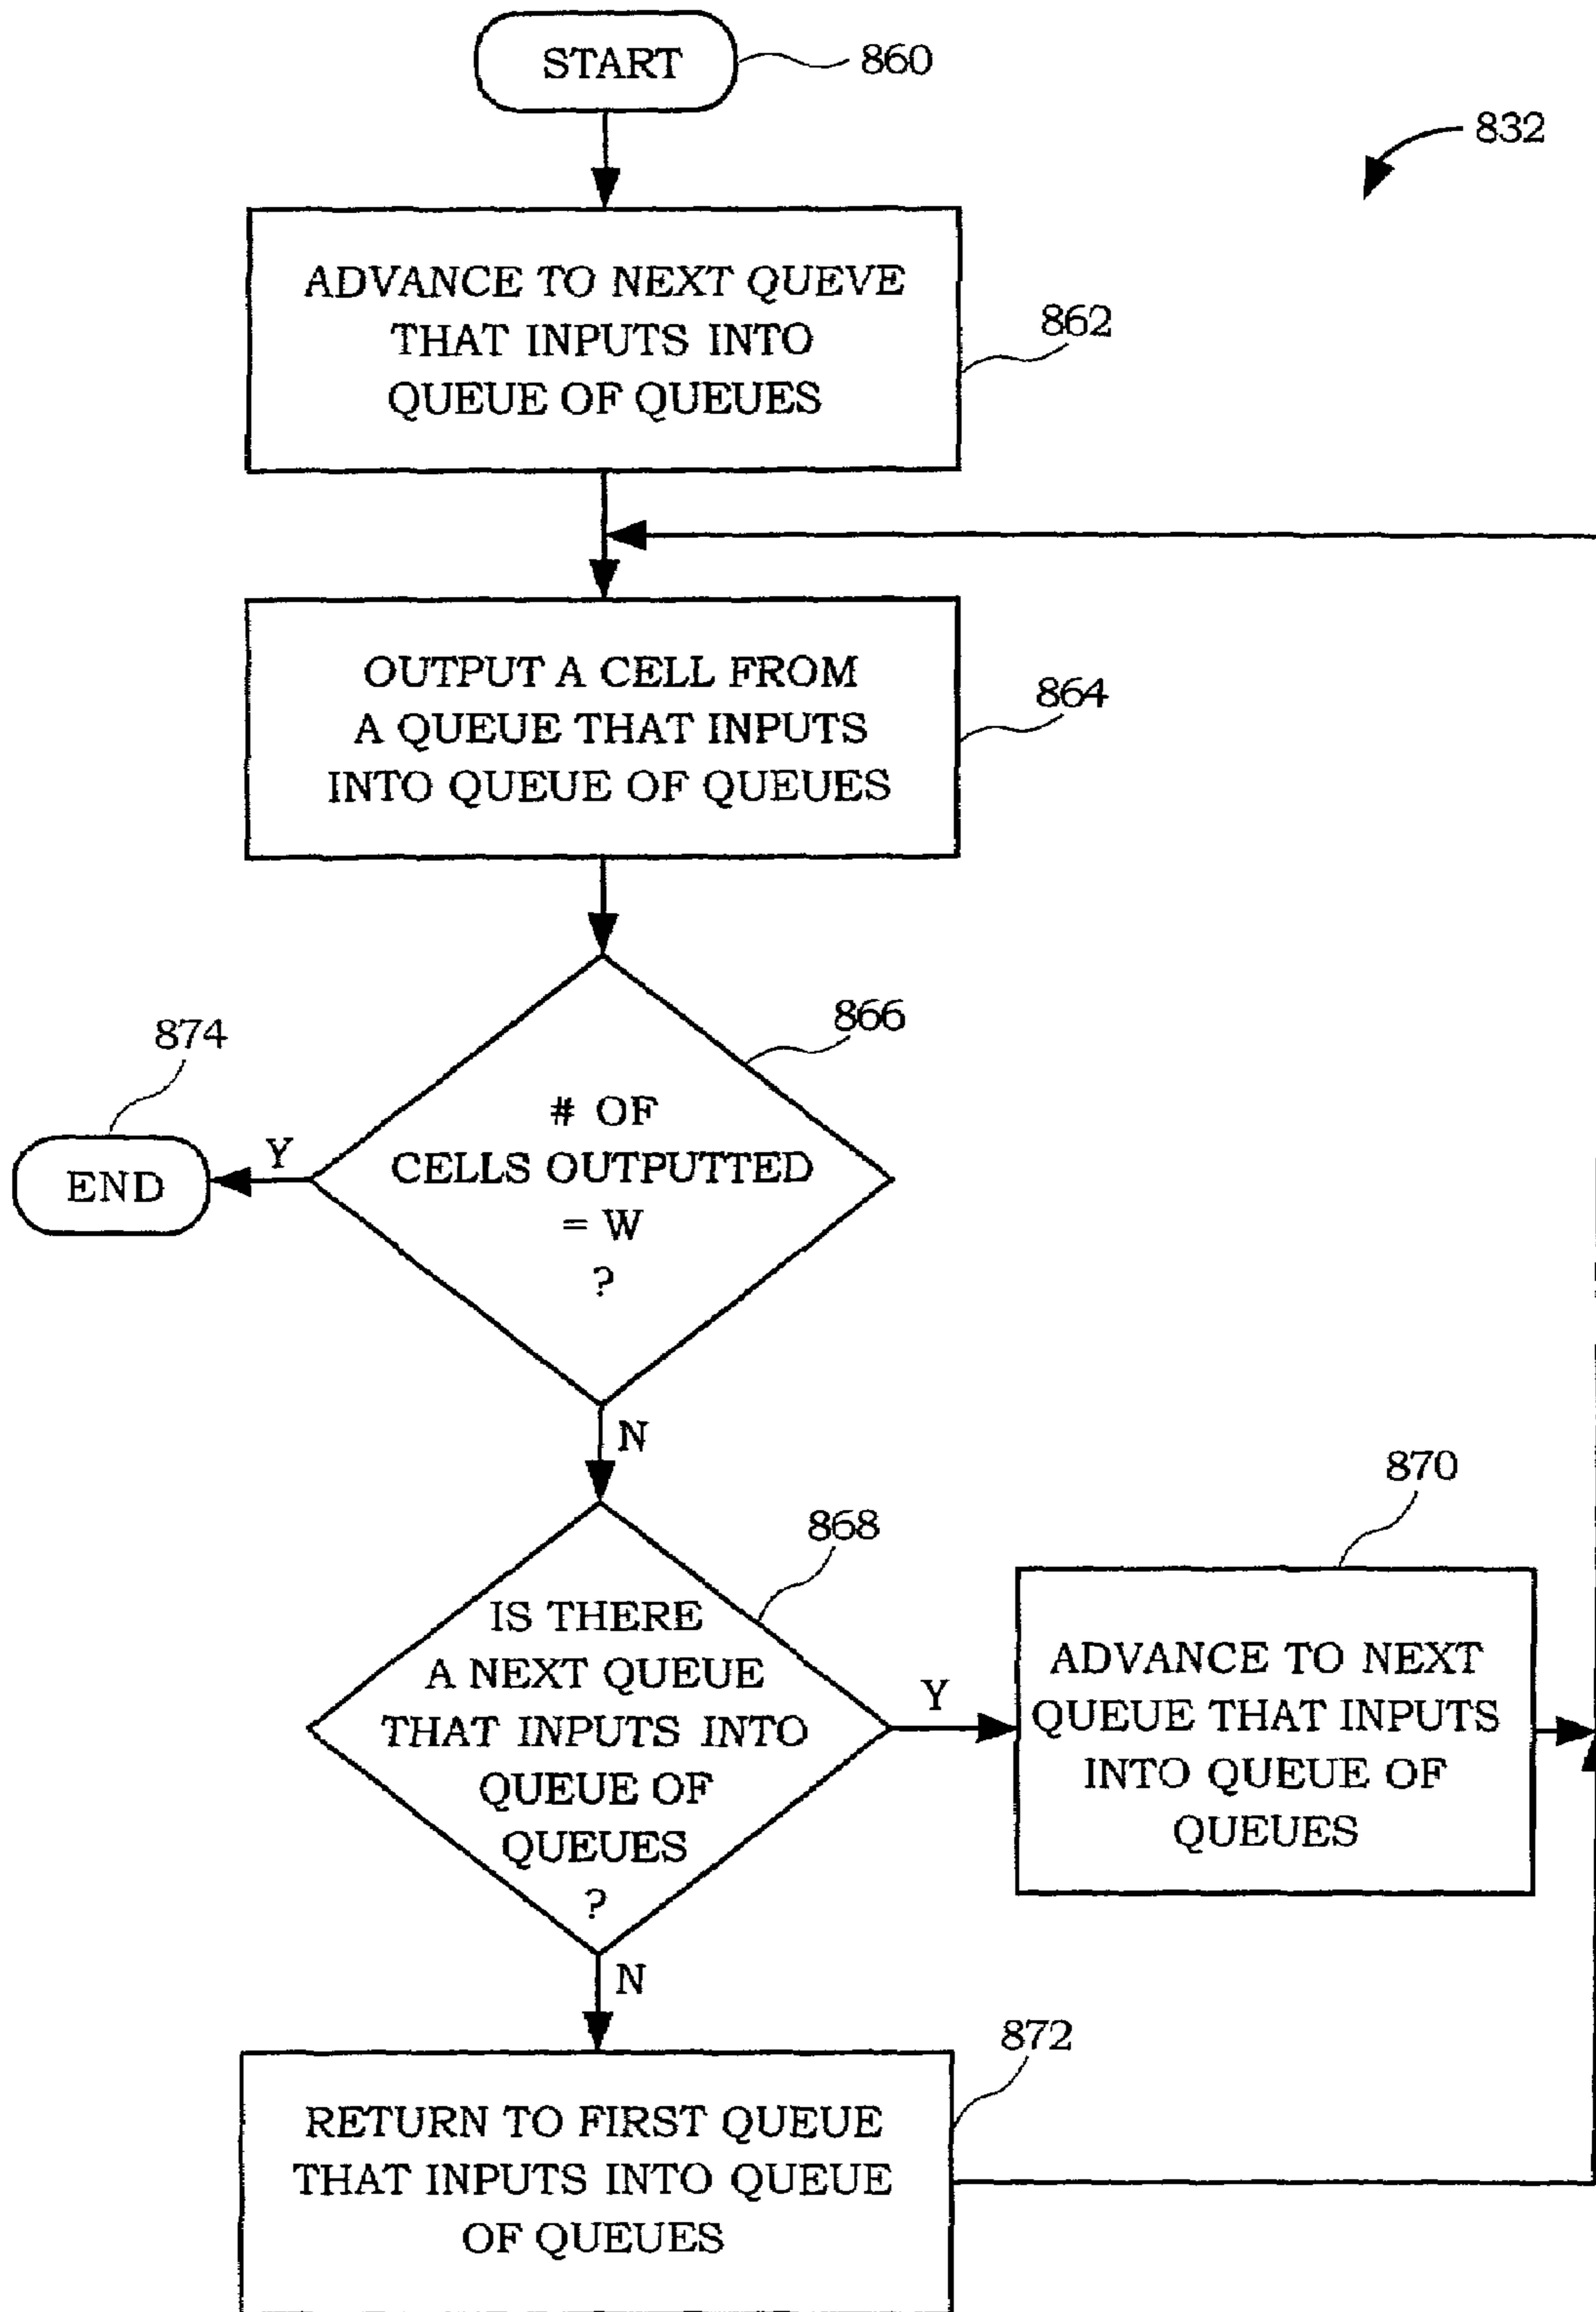 START
860
832
ADVANCE TO NEXT QUEVE
THAT INPUTS INTO
QUEUE OF QUEUES
862
OUTPUT A CELL FROM
A QUEUE THAT INPUTS
INTO QUEUE OF QUEUES
864
866
874
# OF
CELLS OUTPUTTED
= W
?
Y
END
N
868
870
IS THERE
A NEXT QUEUE
THAT INPUTS INTO
QUEUE OF
QUEUES
?
Y
ADVANCE TO NEXT
QUEUE THAT INPUTS
INTO QUEUE OF
QUEUES
N
872
RETURN TO FIRST QUEUE
THAT INPUTS INTO QUEUE
OF QUEUES